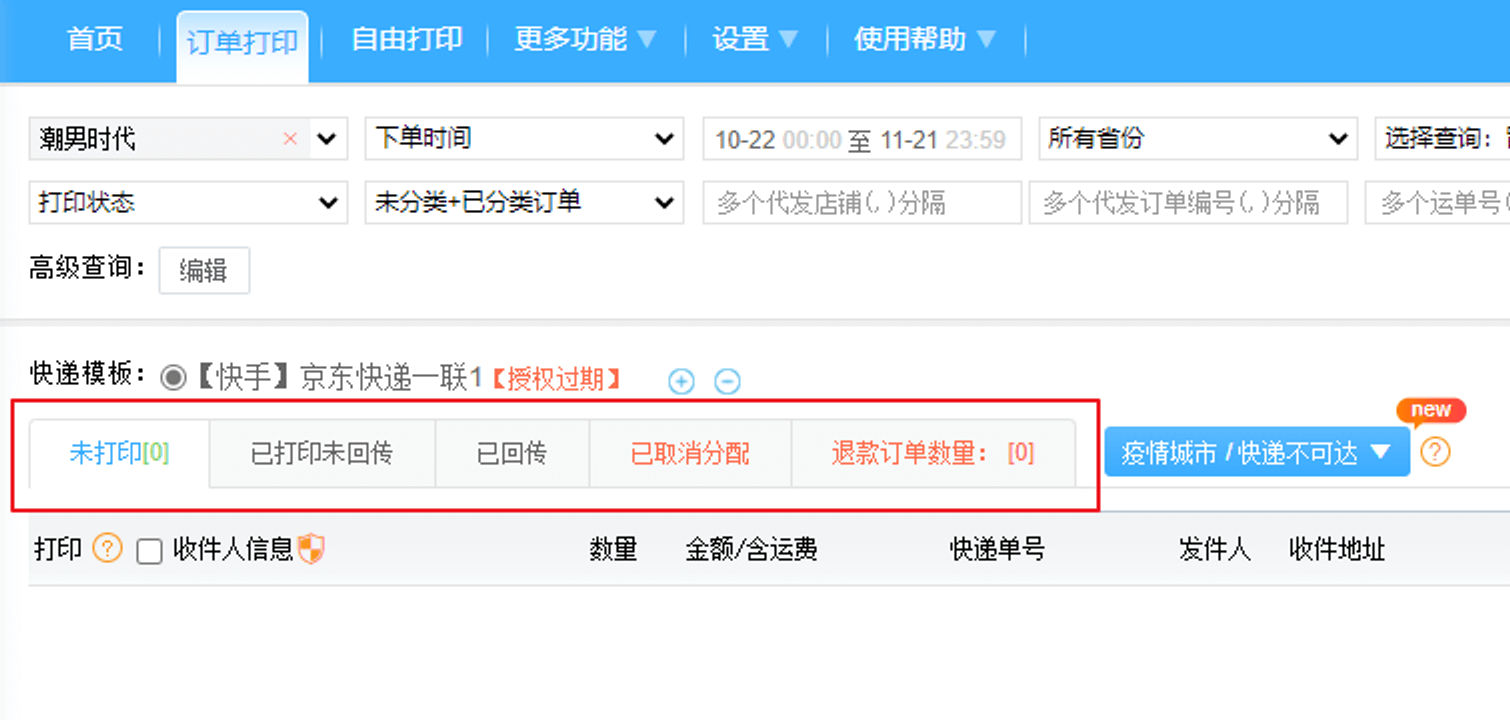 首页 订单打印 自由打印 更多功能 设置 使用帮助
潮男时代 × 下单时间 10-22 00:00 至 11-21 23:59 所有省份 选择查询：
打印状态 未分类+已分类订单 多个代发店铺(,)分隔 多个代发订单编号(,)分隔 多个运单号(
高级查询： 编辑
快递模板： 【快手】京东快递一联1【授权过期】
new
未打印[0] 已打印未回传 已回传 已取消分配 退款订单数量： [0] 疫情城市 / 快递不可达 ?
打印 ? 收件人信息 数量 金额/含运费 快递单号 发件人 收件地址